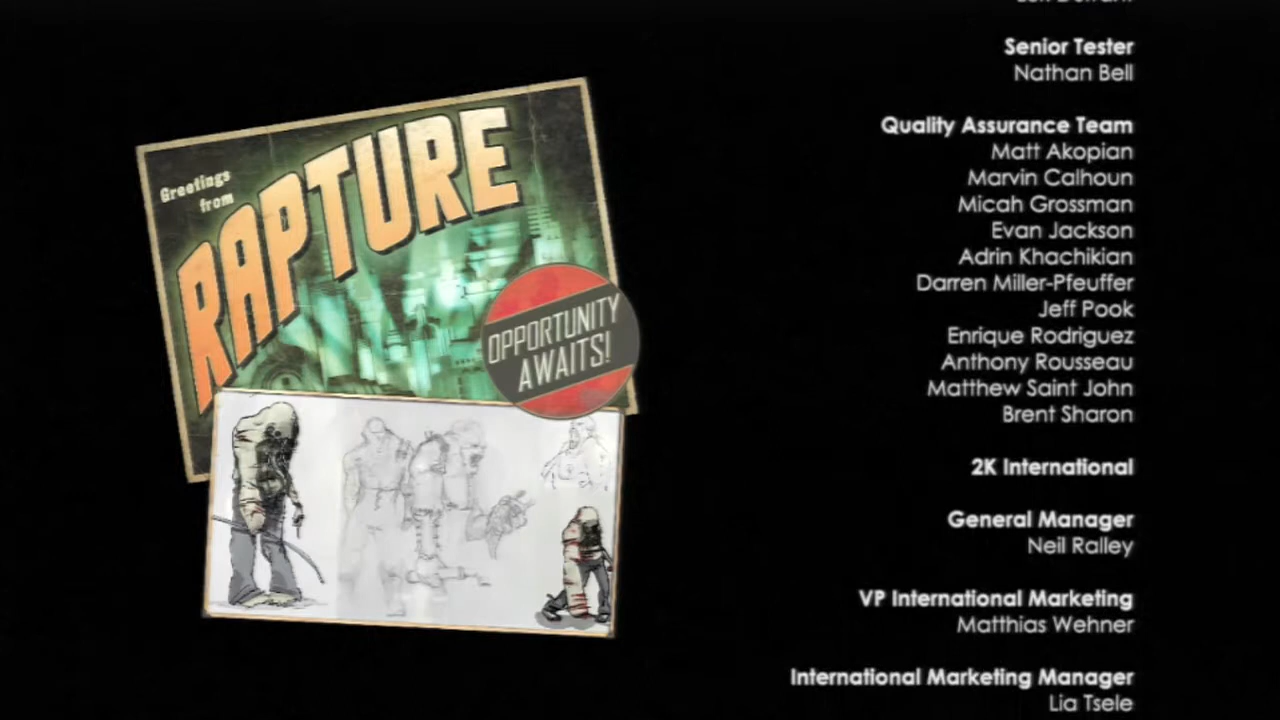 Greetings
from
RAPTURE
OPPORTUNITY
AWAITS!
Senior Tester
Nathan Bell
Quality Assurance Team
Matt Akopian
Marvin Calhoun
Micah Grossman
Evan Jackson
Adrin Khachikian
Darren Miller-Pfeuffer
Jeff Pook
Enrique Rodriguez
Anthony Rousseau
Matthew Saint John
Brent Sharon
2K International
General Manager
Neil Ralley
VP International Marketing
Matthias Wehner
International Marketing Manager
Lia Tsele